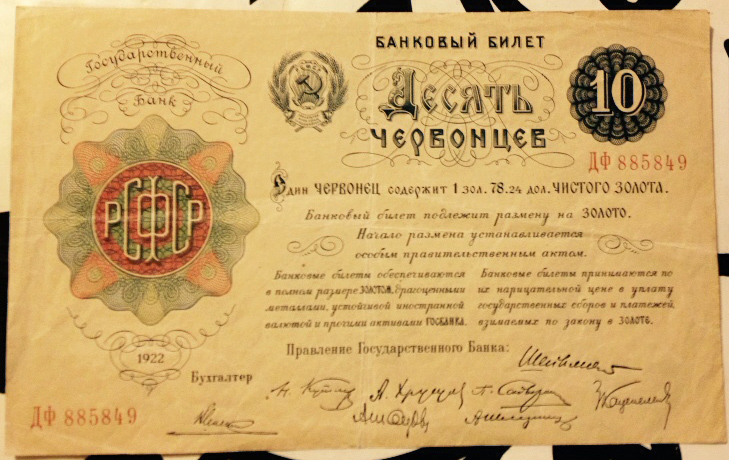 Государственный
Банк
БАНКОВЫЙ БИЛЕТ
ДЕСЯТЬ
ЧЕРВОНЦЕВ
10
ДФ 885849
Один ЧЕРВОНЕЦ СОДЕРЖИТ 1 ЗОЛ. 78.24 ДОЛ. ЧИСТОГО ЗОЛОТА.
Банковый билет подлежит размену на ЗОЛОТО.
Начало размена устанавливается
особым правительственным актом.
Банковые билеты обеспечиваются
в полном размере ЗОЛОТОМ, драгоценными
металлами, устойчивой иностранной
валютой и прочими активами ГОСБАНКА.
Банковые билеты принимаются по
их нарицательной цене в уплату
государственных сборов и платежей,
взимаемых по закону в ЗОЛОТЕ.
РСФСР
1922
Правление Государственного Банка:
Бухгалтер
ДФ 885849